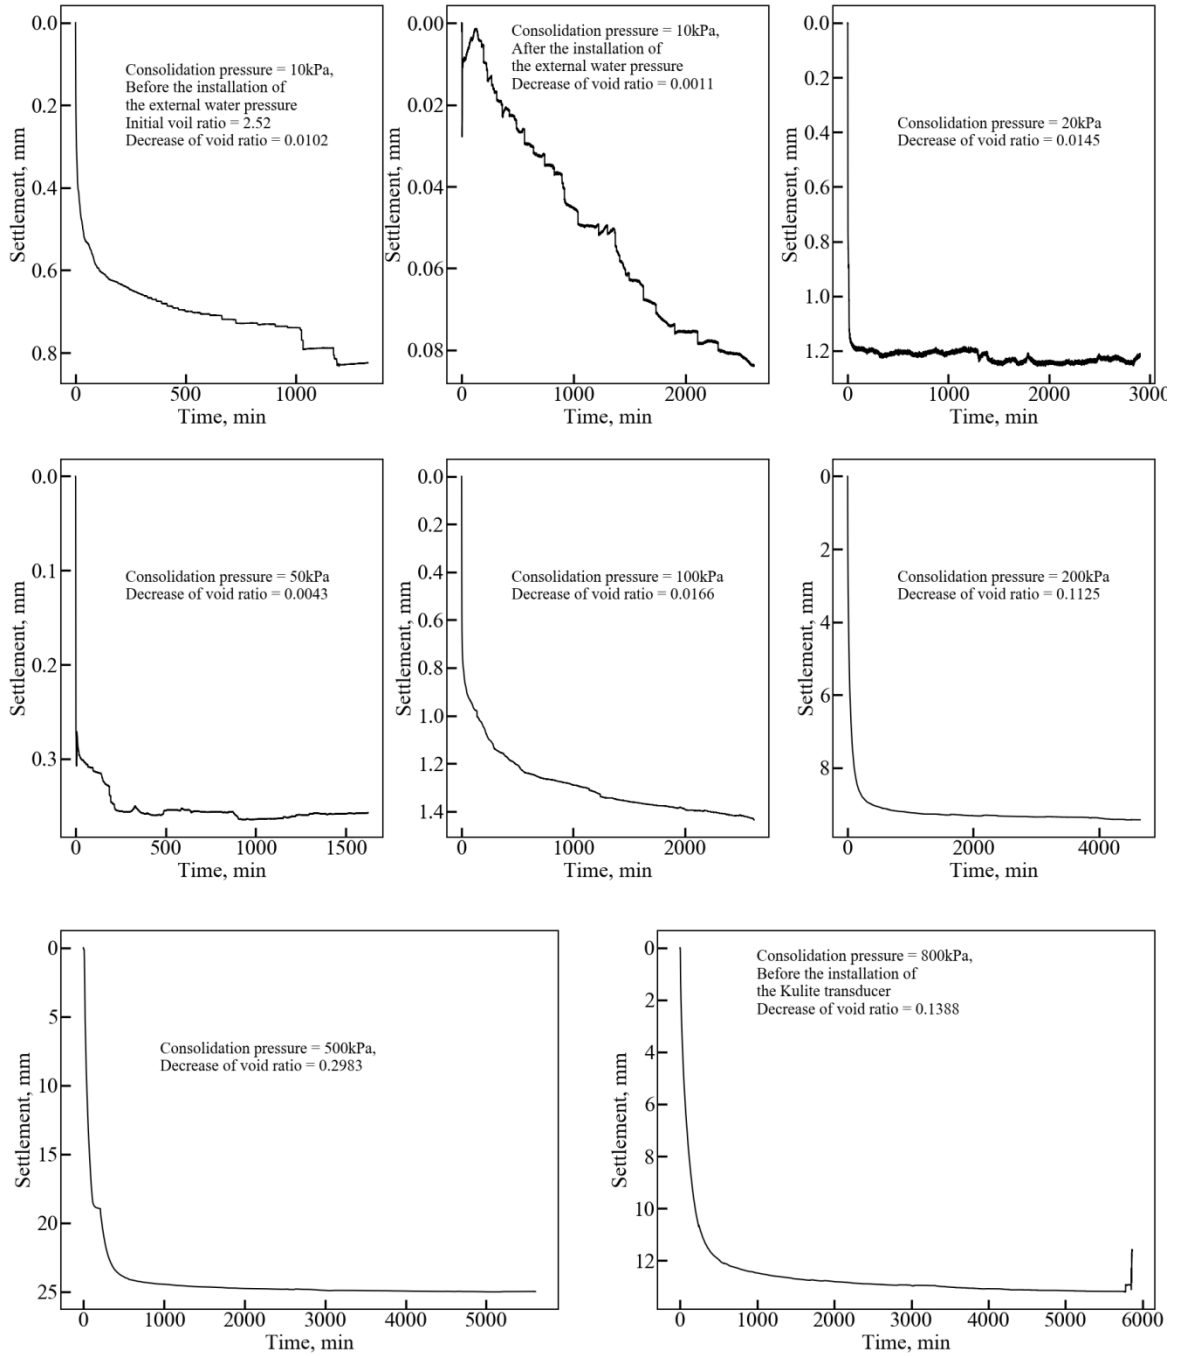 0.0
0.2
0.4
0.6
0.8
Settlement, mm
Consolidation pressure = 10kPa,
Before the installation of
the external water pressure
Initial voil ratio = 2.52
Decrease of void ratio = 0.0102
0
500
1000
Time, min
0.00
0.02
0.04
0.06
0.08
Settlement, mm
Consolidation pressure = 10kPa,
After the installation of
the external water pressure
Decrease of void ratio = 0.0011
0
1000
2000
Time, min
0.0
0.2
0.4
0.6
0.8
1.0
1.2
Settlement, mm
Consolidation pressure = 20kPa
Decrease of void ratio = 0.0145
0
1000
2000
3000
Time, min
0.0
0.1
0.2
0.3
Settlement, mm
Consolidation pressure = 50kPa
Decrease of void ratio = 0.0043
0
500
1000
1500
Time, min
0.0
0.2
0.4
0.6
0.8
1.0
1.2
1.4
Settlement, mm
Consolidation pressure = 100kPa
Decrease of void ratio = 0.0166
0
1000
2000
Time, min
0
2
4
6
8
Settlement, mm
Consolidation pressure = 200kPa
Decrease of void ratio = 0.1125
0
2000
4000
Time, min
0
5
10
15
20
25
Settlement, mm
Consolidation pressure = 500kPa,
Decrease of void ratio = 0.2983
0
1000
2000
3000
4000
5000
Time, min
0
2
4
6
8
10
12
Settlement, mm
Consolidation pressure = 800kPa,
Before the installation of
the Kulite transducer
Decrease of void ratio = 0.1388
0
1000
2000
3000
4000
5000
6000
Time, min